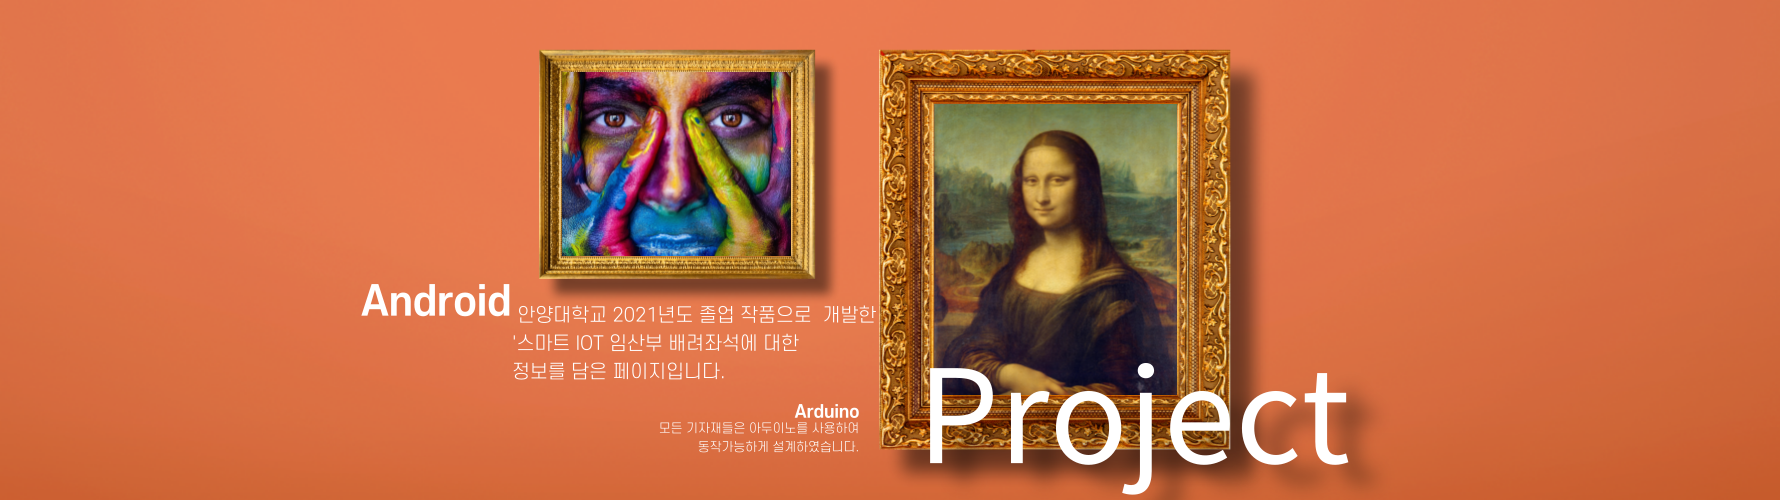 Android 안양대학교 2021년도 졸업 작품으로 개발한
'스마트 IOT 임산부 배려좌석에 대한
정보를 담은 페이지입니다.
Arduino
모든 기자재들은 아두이노를 사용하여
동작가능하게 설계하였습니다.
Project